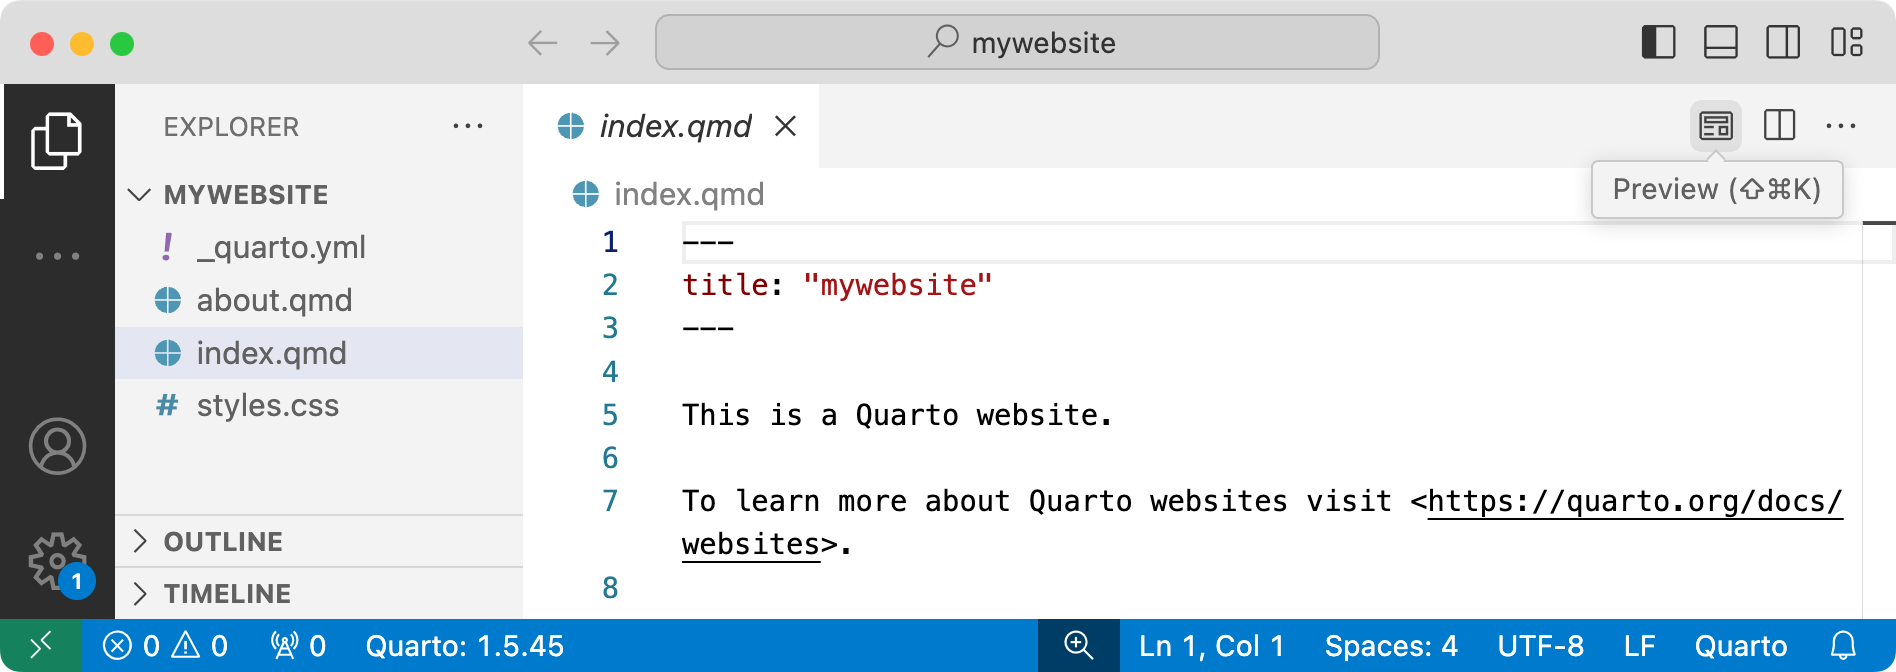 mywebsite
EXPLORER
MYWEBSITE
! _quarto.yml
about.qmd
index.qmd
# styles.css
OUTLINE
TIMELINE
1
index.qmd
Preview (⇧⌘K)
index.qmd
1 ---
2 title: "mywebsite"
3 ---
4
5 This is a Quarto website.
6
7 To learn more about Quarto websites visit <https://quarto.org/docs/
websites>.
8
0 0 0 Quarto: 1.5.45 Ln 1, Col 1 Spaces: 4 UTF-8 LF Quarto